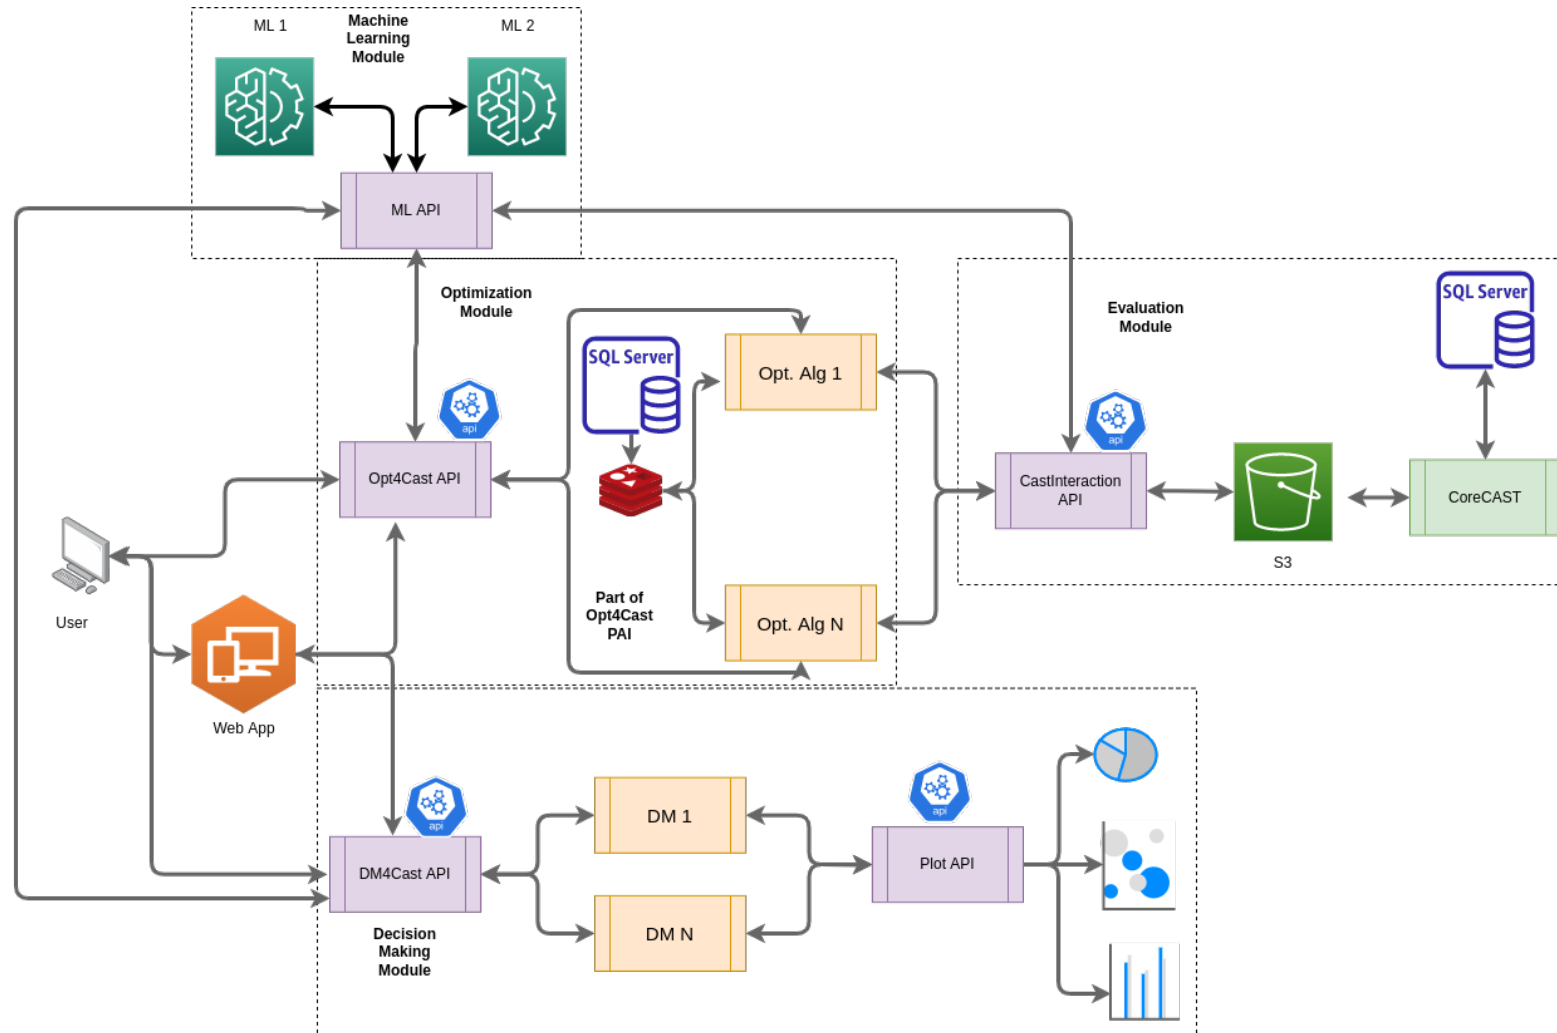 ML 1
Machine
Learning
Module
ML 2
ML API
Optimization
Module
SQL Server
Opt. Alg 1
Evaluation
Module
SQL Server
api
Opt4Cast API
api
CastInteraction
API
CoreCAST
S3
User
Part of
Opt4Cast
PAI
Opt. Alg N
Web App
api
DM4Cast API
Decision
Making
Module
DM 1
DM N
api
Plot API